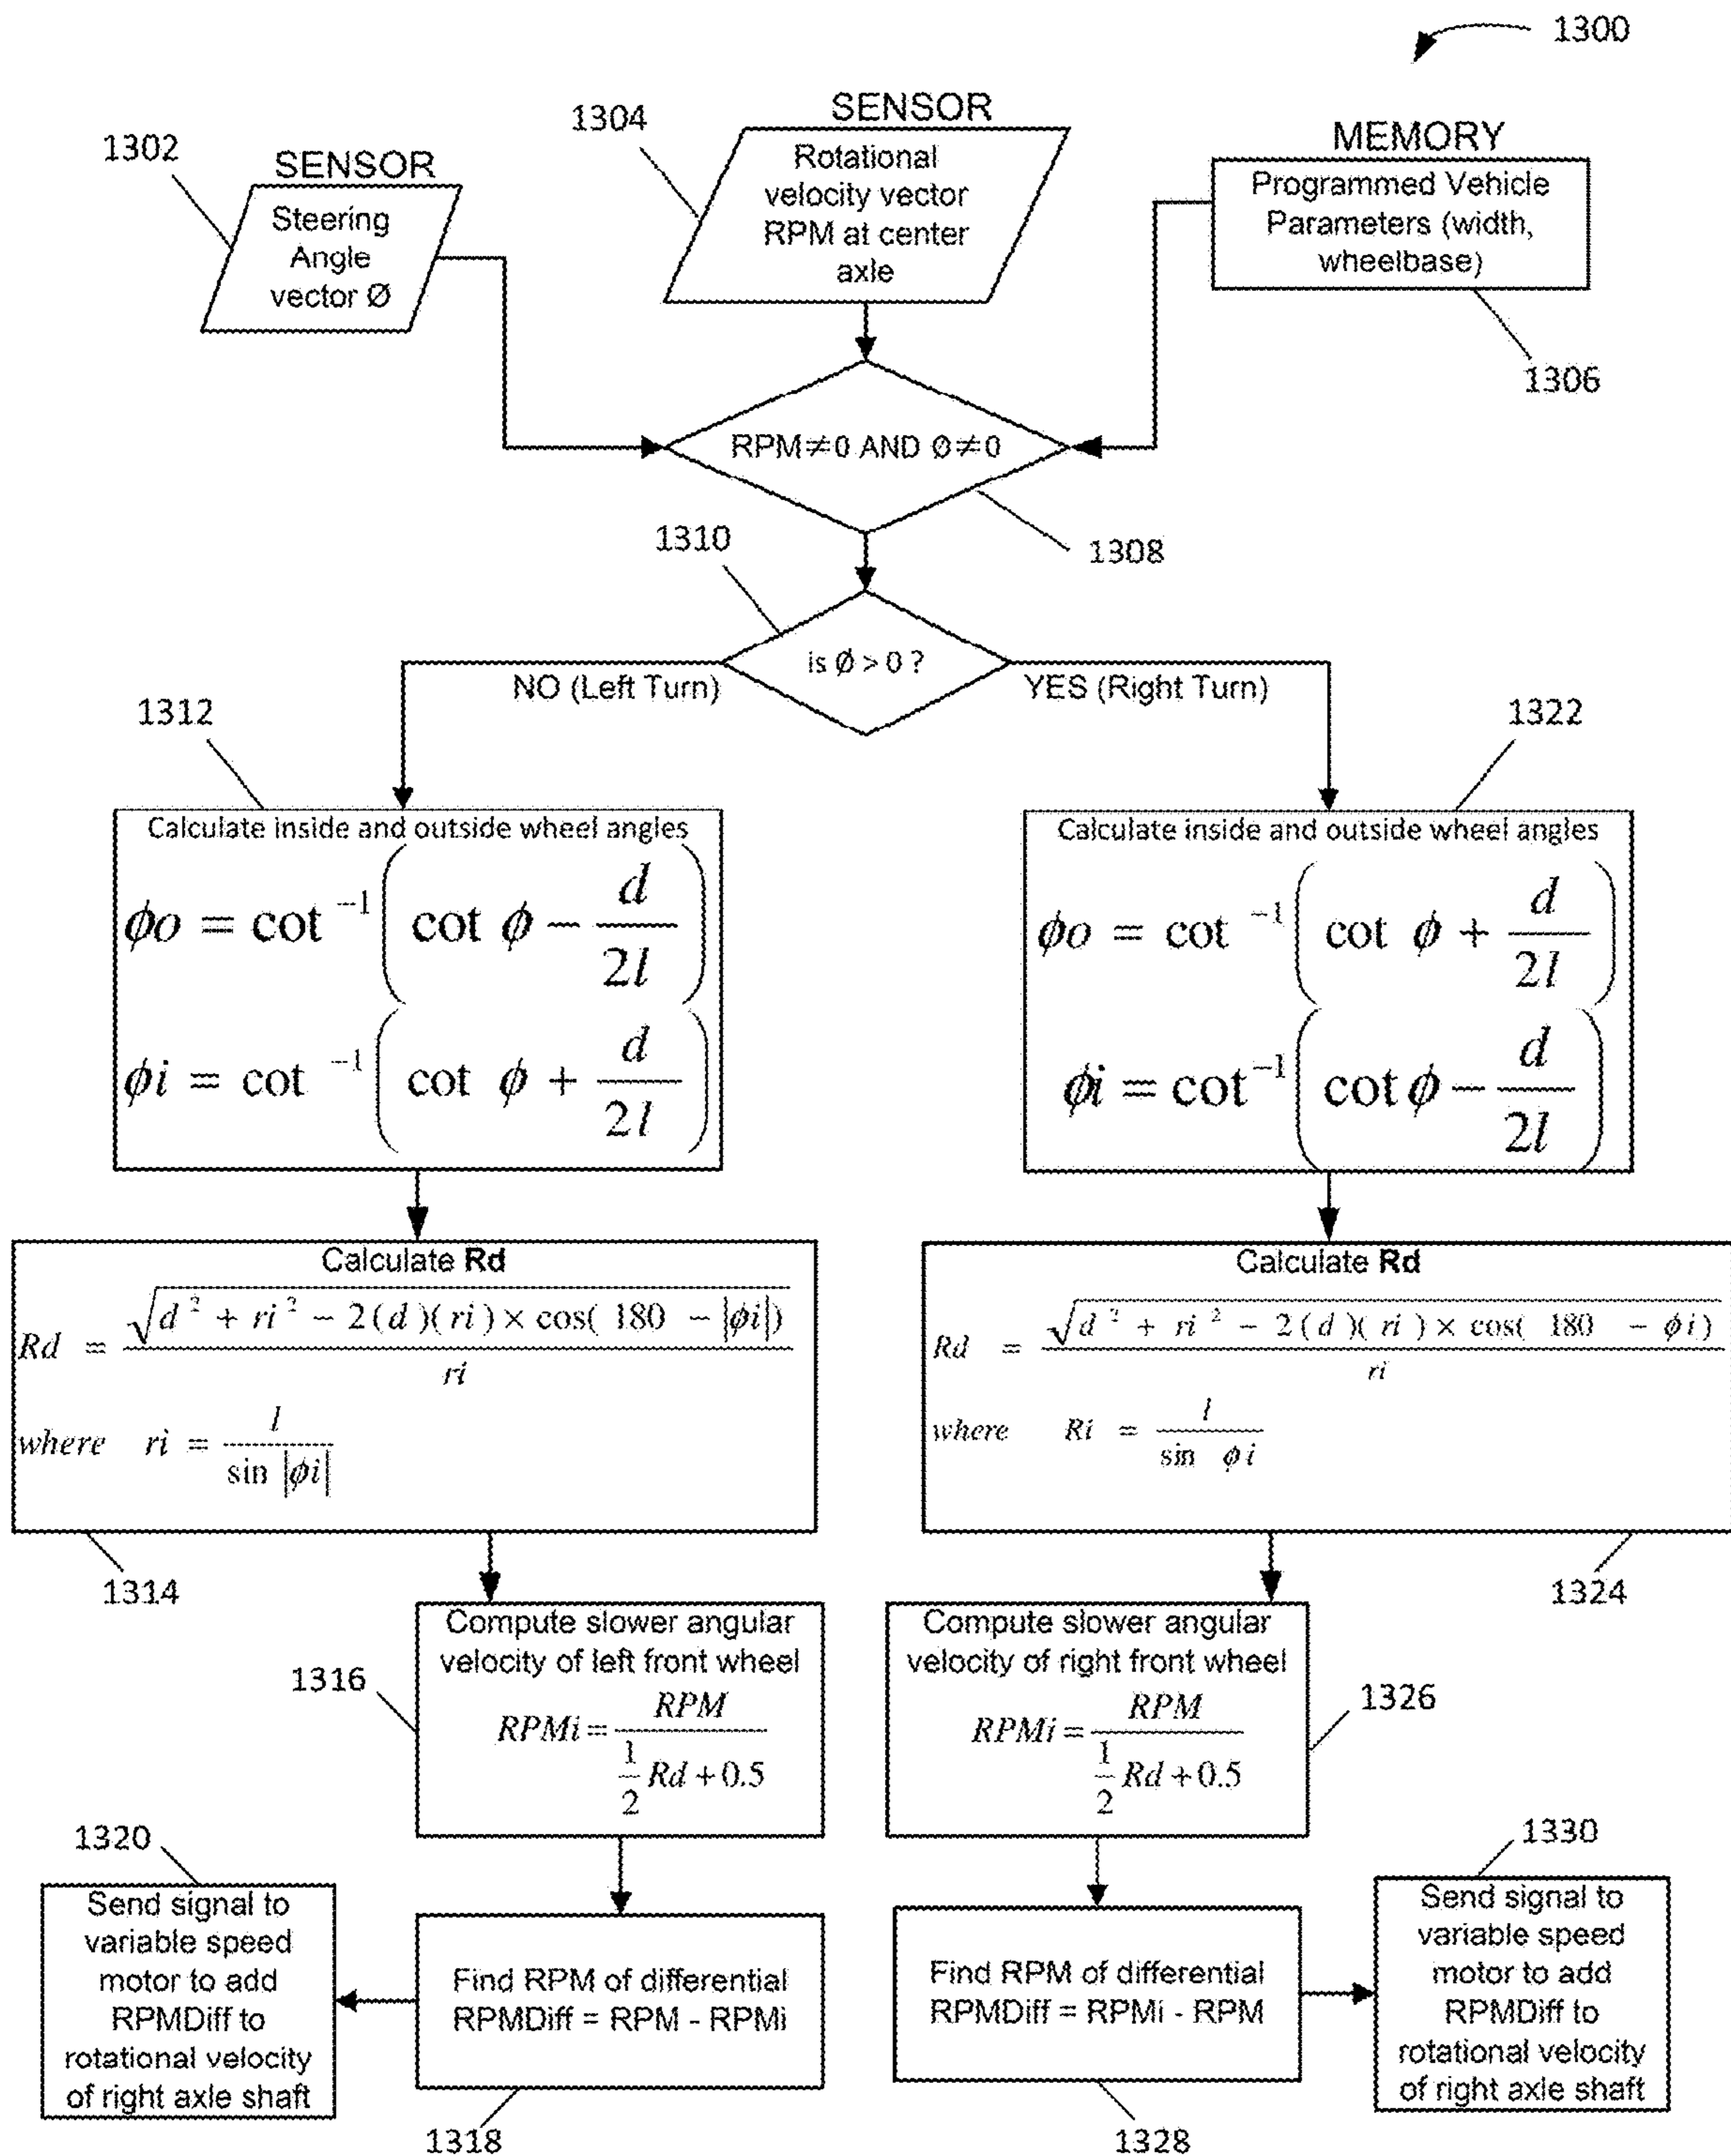 1300
1302
SENSOR
Steering
Angle
vector Ø
1304
SENSOR
Rotational
velocity vector
RPM at center
axle
MEMORY
Programmed Vehicle
Parameters (width,
wheelbase)
1306
RPM≠0 AND Ø≠0
1308
1310
is Ø > 0 ?
NO (Left Turn)
YES (Right Turn)
1312
Calculate inside and outside wheel angles
ϕo = cot ⁻¹( cot ϕ − d/2l )
ϕi = cot ⁻¹( cot ϕ + d/2l )
1322
Calculate inside and outside wheel angles
ϕo = cot ⁻¹( cot ϕ + d/2l )
ϕi = cot⁻¹( cot ϕ − d/2l )
Calculate Rd
Rd = √(d² + ri² − 2(d)(ri) × cos( 180 − |ϕi|)) / ri
where ri = l / sin |ϕi|
1314
Calculate Rd
Rd = √(d² + ri² − 2(d)(ri) × cos( 180 − ϕi)) / ri
where Ri = l / sin ϕi
1324
Compute slower angular
velocity of left front wheel
RPMi = RPM / (1/2 Rd + 0.5)
1316
Compute slower angular
velocity of right front wheel
RPMi = RPM / (1/2 Rd + 0.5)
1326
1320
Send signal to
variable speed
motor to add
RPMDiff to
rotational velocity
of right axle shaft
Find RPM of differential
RPMDiff = RPM - RPMi
1318
Find RPM of differential
RPMDiff = RPMi - RPM
1328
1330
Send signal to
variable speed
motor to add
RPMDiff to
rotational velocity
of right axle shaft